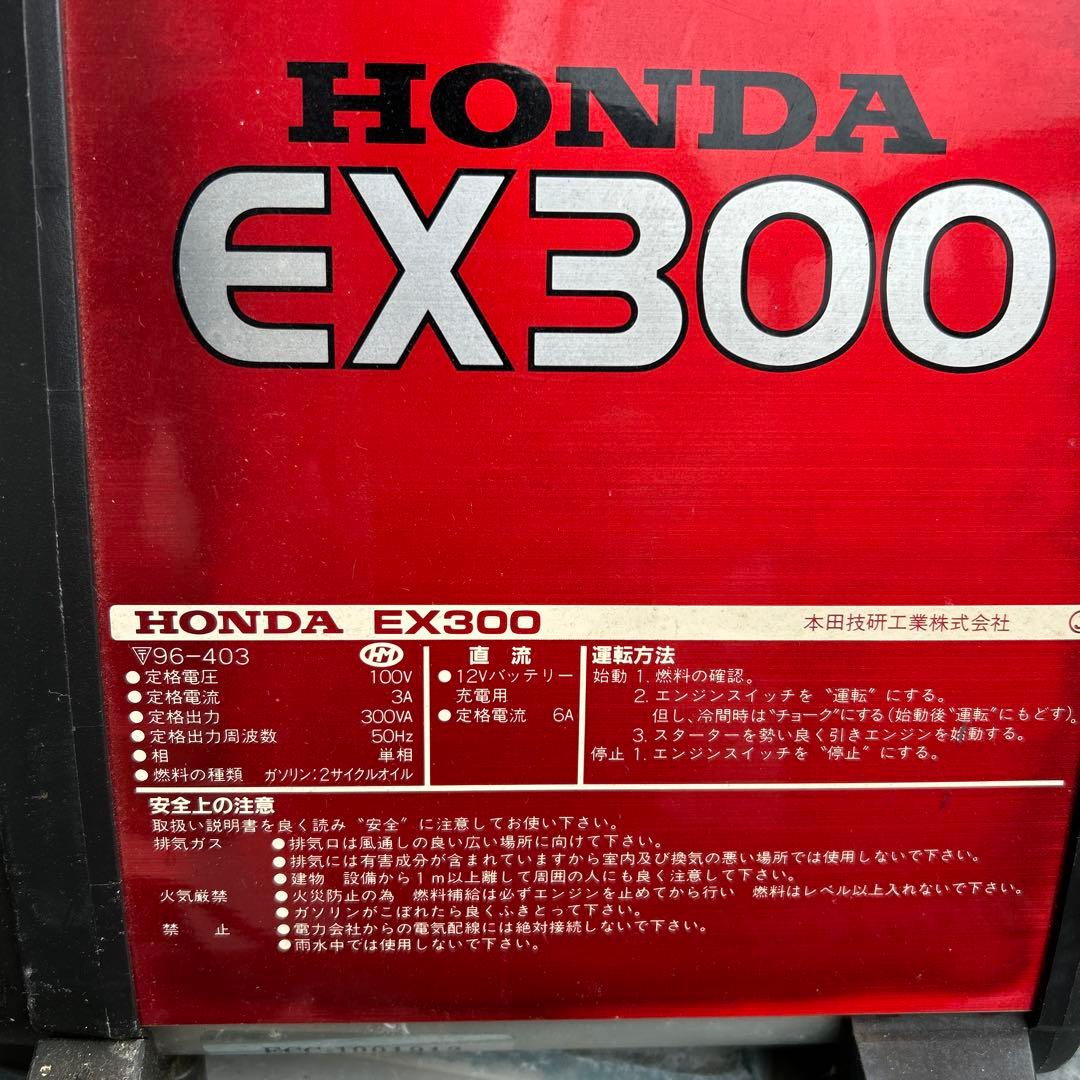 HONDA
EX300
HONDA EX300 本田技研工業株式会社
96-403 HM
●定格電圧 100V
●定格電流 3A
●定格出力 300VA
●定格出力周波数 50Hz
●相 単相
●燃料の種類 ガソリン:2サイクルオイル
直流
●12Vバッテリー
充電用
●定格電流 6A
運転方法
始動 1. 燃料の確認。
2. エンジンスイッチを〝運転〟にする。
但し、冷間時は〝チョーク〟にする(始動後〝運転〟にもどす)。
3. スターターを勢い良く引きエンジンを始動する。
停止 1. エンジンスイッチを〝停止〟にする。
安全上の注意
取扱い説明書を良く読み〝安全〟に注意してお使い下さい。
排気ガス ●排気口は風通しの良い広い場所に向けて下さい。
●排気には有害成分が含まれていますから室内及び換気の悪い場所では使用しないで下さい。
●建物 設備から1m以上離して周囲の人にも良く注意して下さい。
火気厳禁 ●火災防止の為 燃料補給は必ずエンジンを止めてから行い 燃料はレベル以上入れないで下さい。
●ガソリンがこぼれたら良くふきとって下さい。
禁止 ●電力会社からの電気配線には絶対接続しないで下さい。
●雨水中では使用しないで下さい。